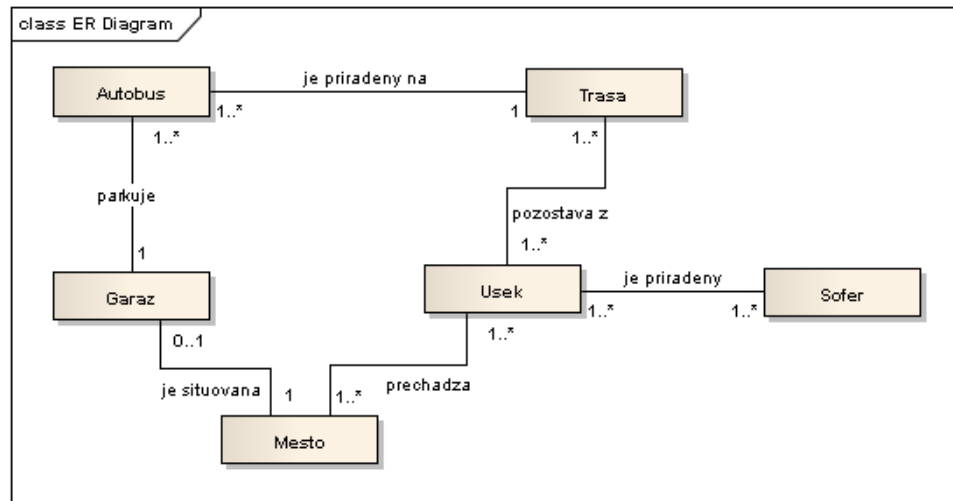 class ER Diagram
Autobus
je priradeny na
Trasa
1..*
1
1..*
1..*
parkuje
pozostava z
1
1..*
Garaz
Usek
je priradeny
Sofer
0..1
1..*
1..*
1..*
je situovana
1
1..*
prechadza
Mesto